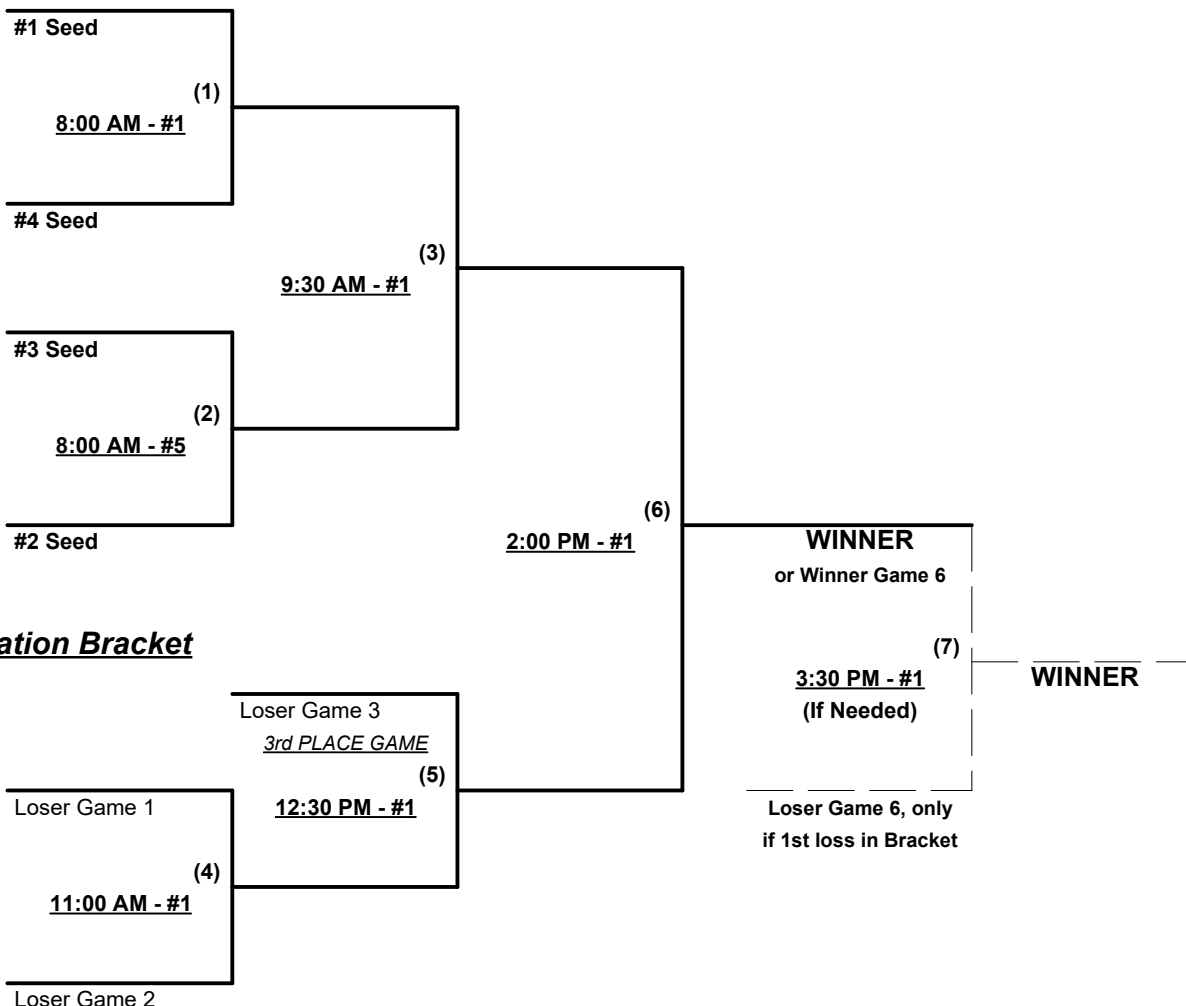 #1 Seed
(1)
8:00 AM - #1
#4 Seed
(3)
9:30 AM - #1
#3 Seed
(2)
8:00 AM - #5
#2 Seed
(6)
2:00 PM - #1
WINNER
or Winner Game 6
ation Bracket
(7)
3:30 PM - #1
(If Needed)
WINNER
Loser Game 3
3rd PLACE GAME
(5)
12:30 PM - #1
Loser Game 1
Loser Game 6, only
if 1st loss in Bracket
(4)
11:00 AM - #1
Loser Game 2